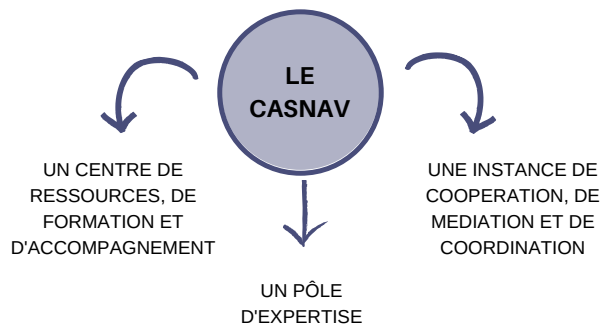 LE
CASNAV
UN CENTRE DE
RESSOURCES, DE
FORMATION ET
D'ACCOMPAGNEMENT
UN PÔLE
D'EXPERTISE
UNE INSTANCE DE
COOPERATION, DE
MEDIATION ET DE
COORDINATION